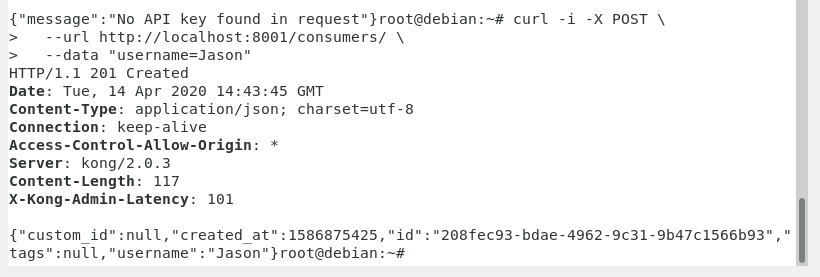 {"message":"No API key found in request"}root@debian:~# curl -i -X POST \
>   --url http://localhost:8001/consumers/ \
>   --data "username=Jason"
HTTP/1.1 201 Created
Date: Tue, 14 Apr 2020 14:43:45 GMT
Content-Type: application/json; charset=utf-8
Connection: keep-alive
Access-Control-Allow-Origin: *
Server: kong/2.0.3
Content-Length: 117
X-Kong-Admin-Latency: 101

{"custom_id":null,"created_at":1586875425,"id":"208fec93-bdae-4962-9c31-9b47c1566b93","
tags":null,"username":"Jason"}root@debian:~#